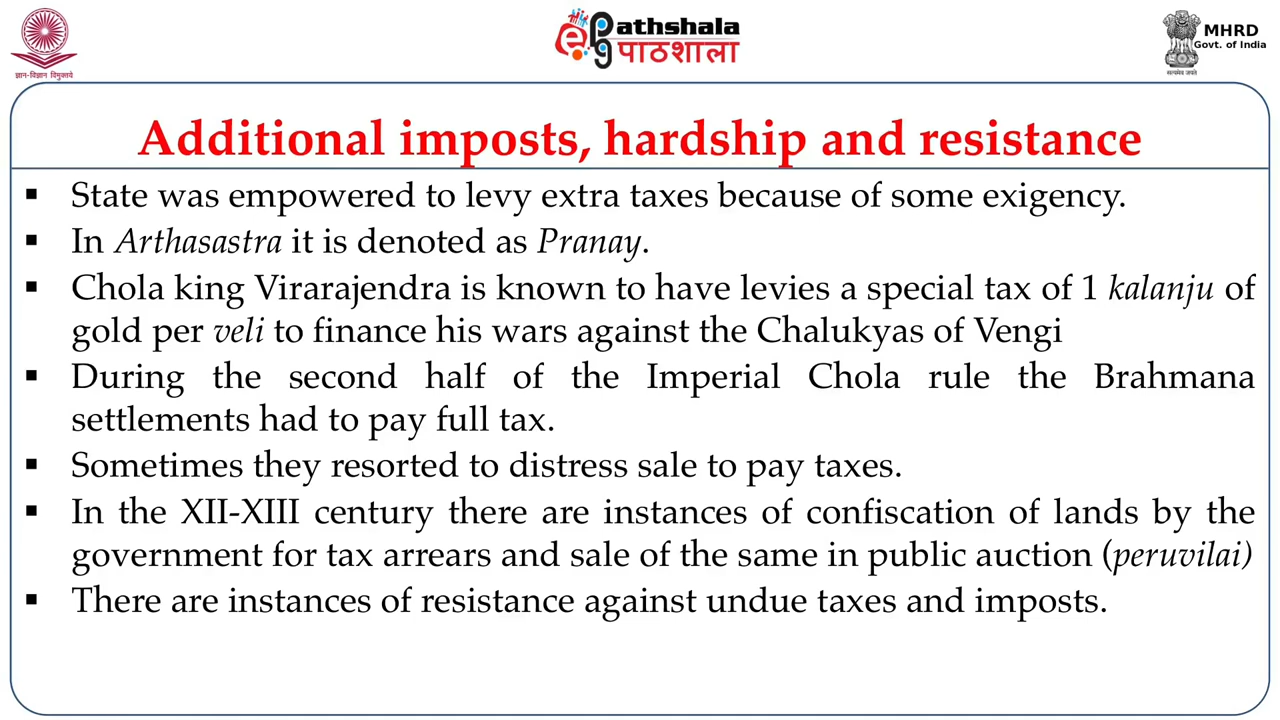 ज्ञान-विज्ञान विमुक्तये
ePg Pathshala
पाठशाला
MHRD
Govt. of India
सत्यमेव जयते
Additional imposts, hardship and resistance
▪ State was empowered to levy extra taxes because of some exigency.
▪ In Arthasastra it is denoted as Pranay.
▪ Chola king Virarajendra is known to have levies a special tax of 1 kalanju of
gold per veli to finance his wars against the Chalukyas of Vengi
▪ During the second half of the Imperial Chola rule the Brahmana
settlements had to pay full tax.
▪ Sometimes they resorted to distress sale to pay taxes.
▪ In the XII-XIII century there are instances of confiscation of lands by the
government for tax arrears and sale of the same in public auction (peruvilai)
▪ There are instances of resistance against undue taxes and imposts.